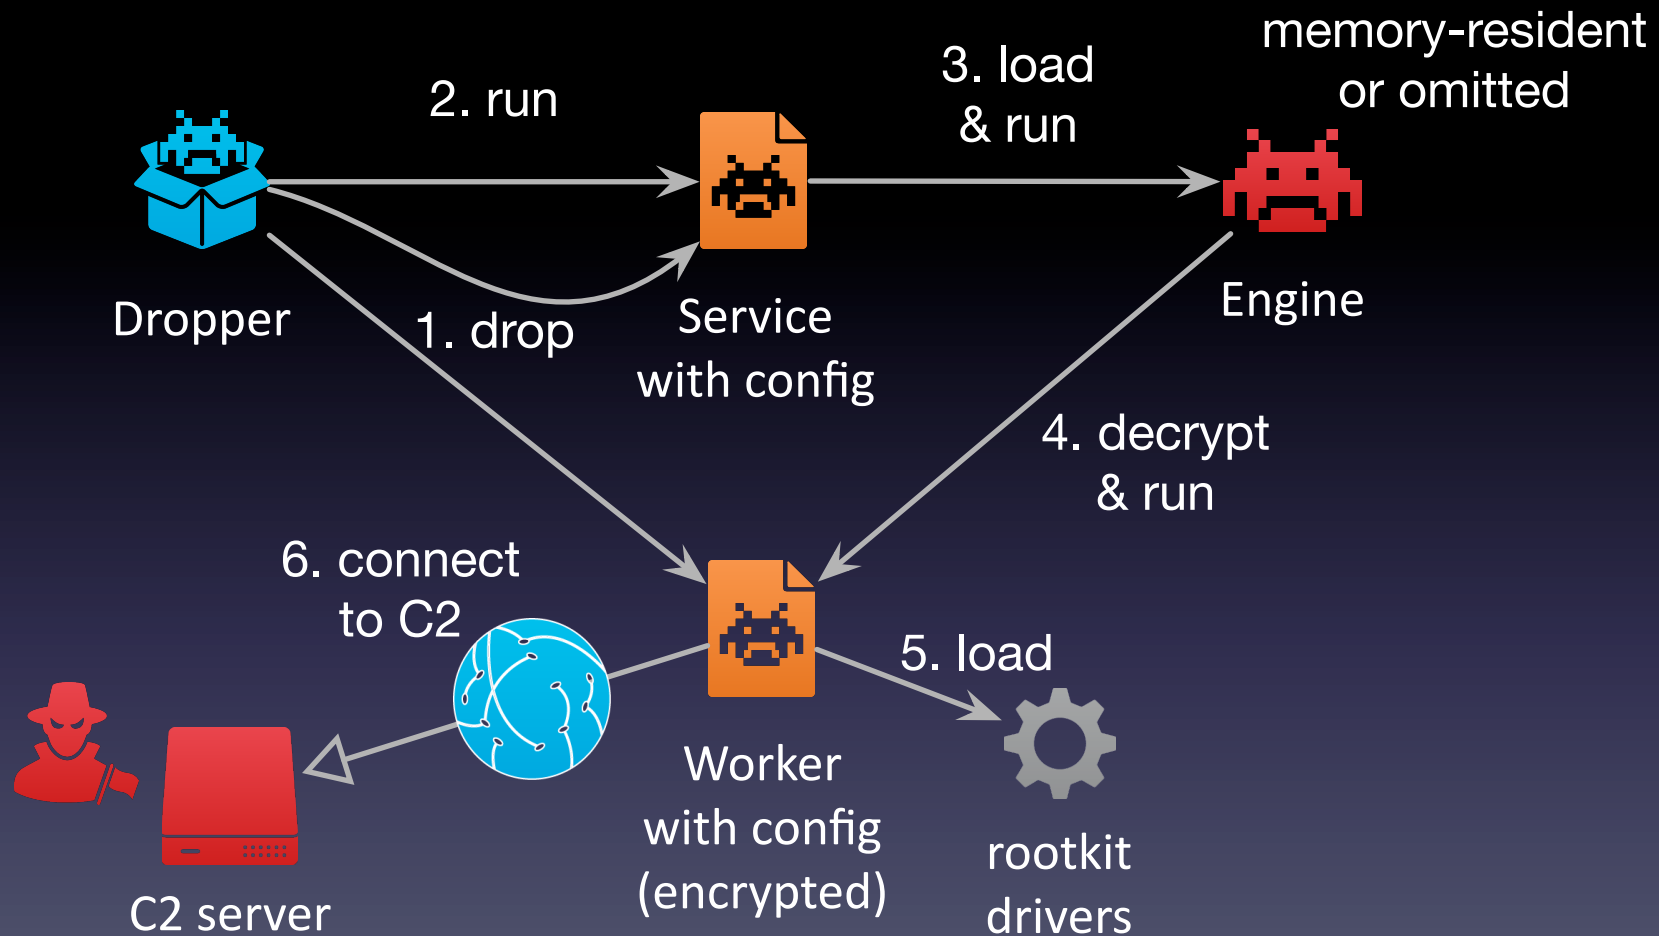 memory-resident
or omitted
2. run
3. load
& run
Dropper
1. drop
Service
with config
Engine
4. decrypt
& run
6. connect
to C2
5. load
Worker
with config
(encrypted)
rootkit
drivers
C2 server